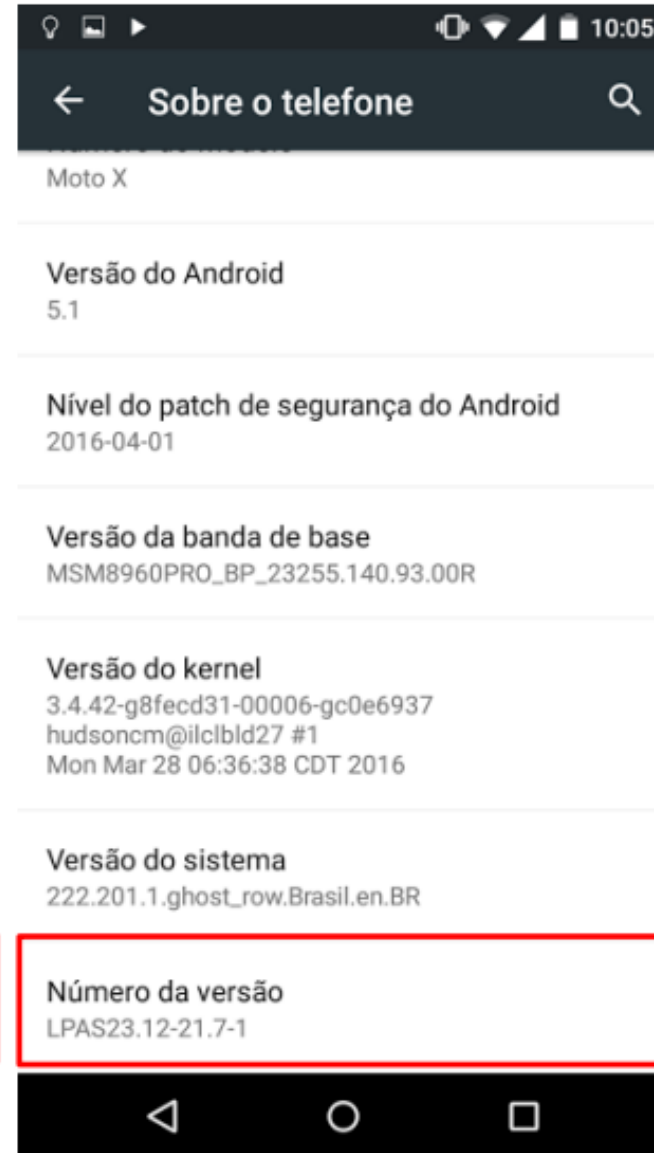 10:05
Sobre o telefone
Moto X
Versão do Android
5.1
Nível do patch de segurança do Android
2016-04-01
Versão da banda de base
MSM8960PRO_BP_23255.140.93.00R
Versão do kernel
3.4.42-g8fecd31-00006-gc0e6937
hudsoncm@ilclbld27 #1
Mon Mar 28 06:36:38 CDT 2016
Versão do sistema
222.201.1.ghost_row.Brasil.en.BR
Número da versão
LPAS23.12-21.7-1